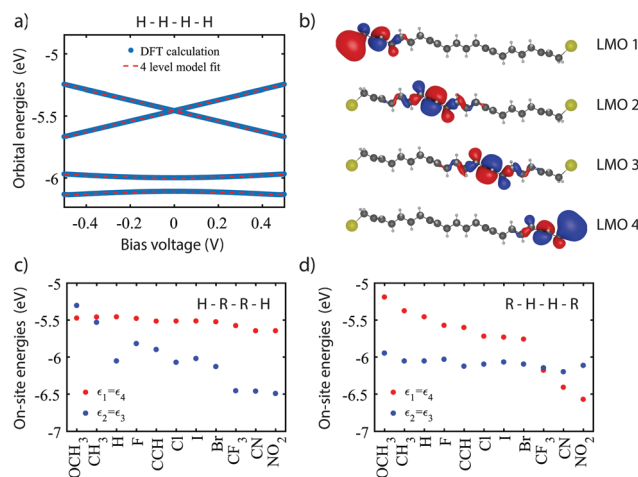 a)
H - H - H - H
DFT calculation
4 level model fit
Orbital energies (eV)
-5
-5.5
-6
-0.4 -0.2 0 0.2 0.4
Bias voltage (V)
b)
LMO 1
LMO 2
LMO 3
LMO 4
c)
H - R - R - H
On-site energies (eV)
-5
-5.5
-6
-6.5
-7
ϵ1=ϵ4
ϵ2=ϵ3
OCH3 CH3 H F CCH Cl I Br CF3 CN NO2
d)
R - H - H - R
On-site energies (eV)
-5
-5.5
-6
-6.5
-7
ϵ1=ϵ4
ϵ2=ϵ3
OCH3 CH3 H F CCH Cl I Br CF3 CN NO2